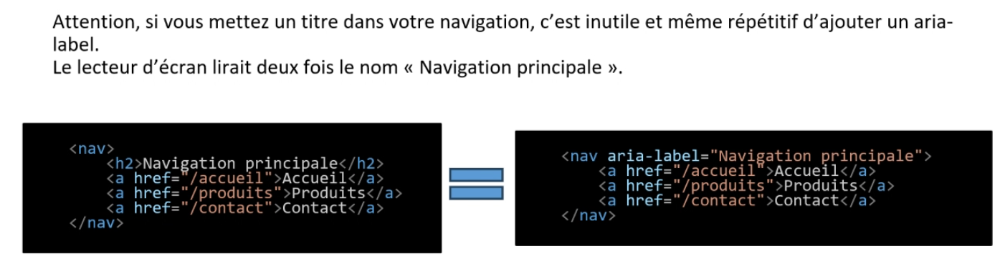 Attention, si vous mettez un titre dans votre navigation, c’est inutile et même répétitif d’ajouter un aria-
label.
Le lecteur d’écran lirait deux fois le nom « Navigation principale ».
<nav>
<h2>Navigation principale</h2>
<a href="/accueil">Accueil</a>
<a href="/produits">Produits</a>
<a href="/contact">Contact</a>
</nav>
<nav aria-label="Navigation principale">
<a href="/accueil">Accueil</a>
<a href="/produits">Produits</a>
<a href="/contact">Contact</a>
</nav>